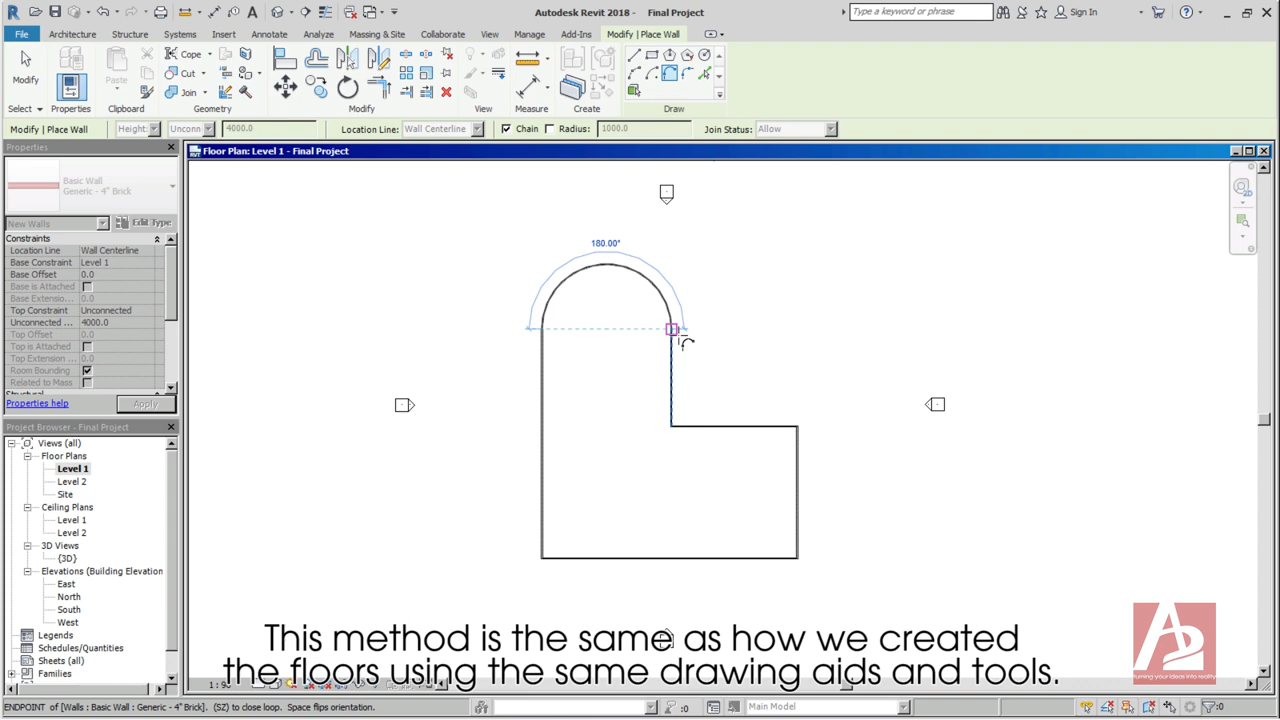 Autodesk Revit 2018 - Final Project
Type a keyword or phrase
Sign In
File Architecture Structure Systems Insert Annotate Analyze Massing & Site Collaborate View Manage Add-Ins Modify | Place Wall
Modify
Properties
Paste
Cope
Cut
Join
Select Properties Clipboard Geometry Modify View Measure Create Draw
Modify | Place Wall Height: Unconn 4000.0 Location Line: Wall Centerline Chain Radius: 1000.0 Join Status: Allow
Properties
Basic Wall
Generic - 4" Brick
New Walls Edit Type
Constraints
Location Line Wall Centerline
Base Constraint Level 1
Base Offset 0.0
Base is Attached
Base Extensio... 0.0
Top Constraint Unconnected
Unconnected ... 4000.0
Top Offset 0.0
Top is Attached
Top Extension ... 0.0
Room Bounding
Related to Mass
Properties help Apply
Project Browser - Final Project
Views (all)
Floor Plans
Level 1
Level 2
Site
Ceiling Plans
Level 1
Level 2
3D Views
{3D}
Elevations (Building Elevation
East
North
South
West
Legends
Schedules/Quantities
Sheets (all)
Families
Floor Plan: Level 1 - Final Project
180.00°
This method is the same as how we created
the floors using the same drawing aids and tools.
turning your ideas into reality
ENDPOINT of [Walls : Basic Wall : Generic - 4" Brick]. (SZ) to close loop. Space flips orientation.
:0
Main Model
:0